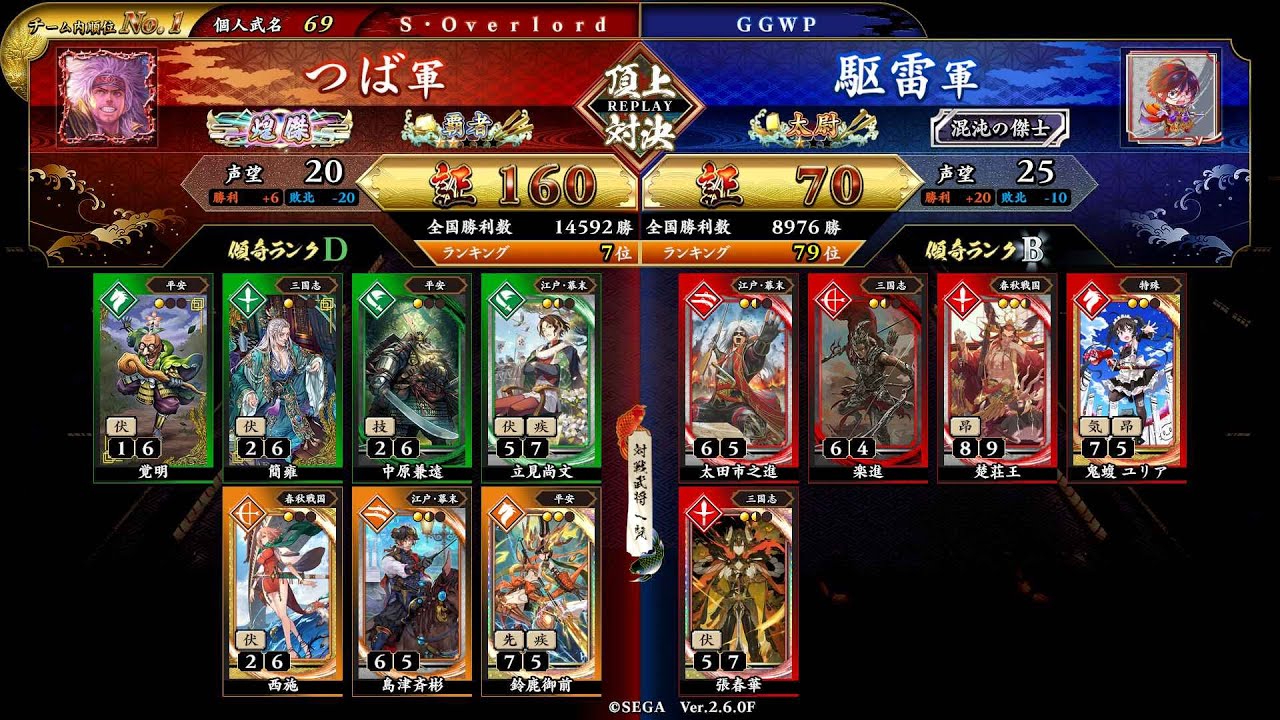 チーム内順位 No.1
個人武名 69
S・Overlord
GGWP
つば軍
頂上
REPLAY
対決
駆雷軍
煌傑
覇者
太尉
混沌の傑士
声望 20
勝利 +6 敗北 -20
証 160
証 70
声望 25
勝利 +20 敗北 -10
全国勝利数 14592勝
全国勝利数 8976勝
傾奇ランク D
ランキング 7位
ランキング 79位
傾奇ランク B
平安
伏
1 6
覚明
三国志
伏
2 6
簡雍
平安
技
2 6
中原兼遠
江戸・幕末
伏 疾
5 7
立見尚文
江戸・幕末
6 5
太田市之進
三国志
6 4
楽進
春秋戦国
昂
8 9
楚荘王
特殊
気 昂
7 5
鬼蝮 ユリア
対戦武将一覧
春秋戦国
伏
2 6
西施
江戸・幕末
6 5
島津斉彬
平安
先 疾
7 5
鈴鹿御前
三国志
伏
5 7
張春華
©SEGA Ver.2.6.0F